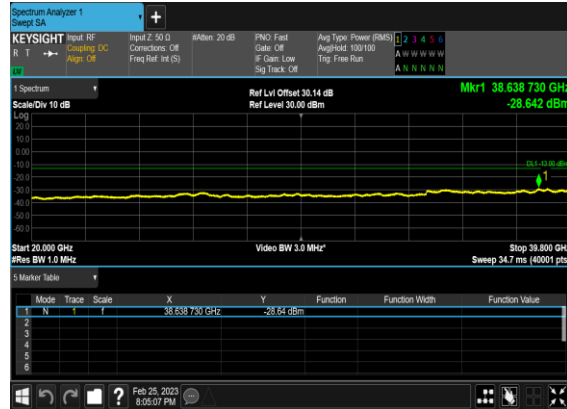 Spectrum Analyzer 1
Swept SA
+
KEYSIGHT Input: RF Input Z: 50 Ω #Atten: 20 dB PNO: Fast Avg Type: Power (RMS) 1 2 3 4 5 6
R T Coupling: DC Corrections: Off Gate: Off Avg|Hold: 100/100 A W W W W W
Align: Off Freq Ref: Int (S) IF Gain: Low Trig: Free Run
LXI Sig Track: Off A N N N N N
1 Spectrum Ref Lvl Offset 30.14 dB Mkr1 38.638 730 GHz
Scale/Div 10 dB Ref Level 30.00 dBm -28.642 dBm
Log
20.0
10.0
0.00
-10.0 DL1 -13.00 dBm
1
-20.0
-30.0
-40.0
-50.0
-60.0
Start 20.000 GHz Video BW 3.0 MHz* Stop 39.800 GHz
#Res BW 1.0 MHz Sweep 34.7 ms (40001 pts)
5 Marker Table
Mode Trace Scale X Y Function Function Width Function Value
1 N 1 f 38.638 730 GHz -28.64 dBm
2
3
4
5
6
? Feb 25, 2023
8:05:07 PM